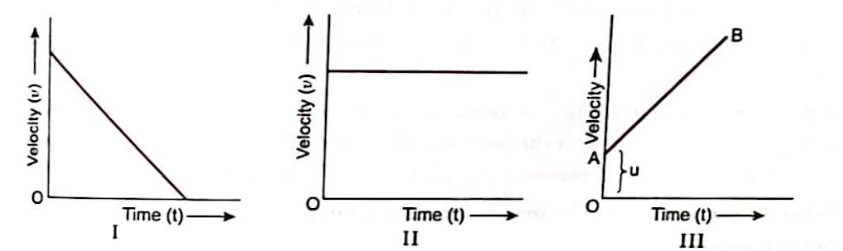 Velocity (v)
O
Time (t)
I
Velocity (v)
O
Time (t)
II
Velocity
A
B
u
O
Time (t)
III